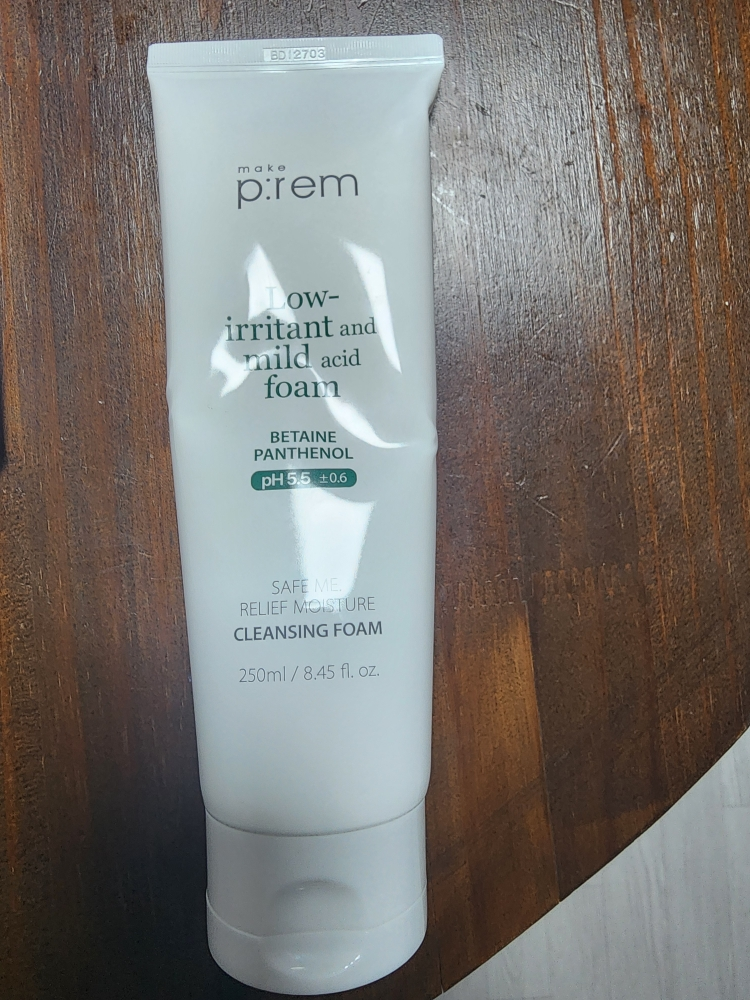 BDI2703
make
p:rem
Low-
irritant and
mild acid
foam
BETAINE
PANTHENOL
pH 5.5 ±0.6
SAFE ME.
RELIEF MOISTURE
CLEANSING FOAM
250ml / 8.45 fl. oz.